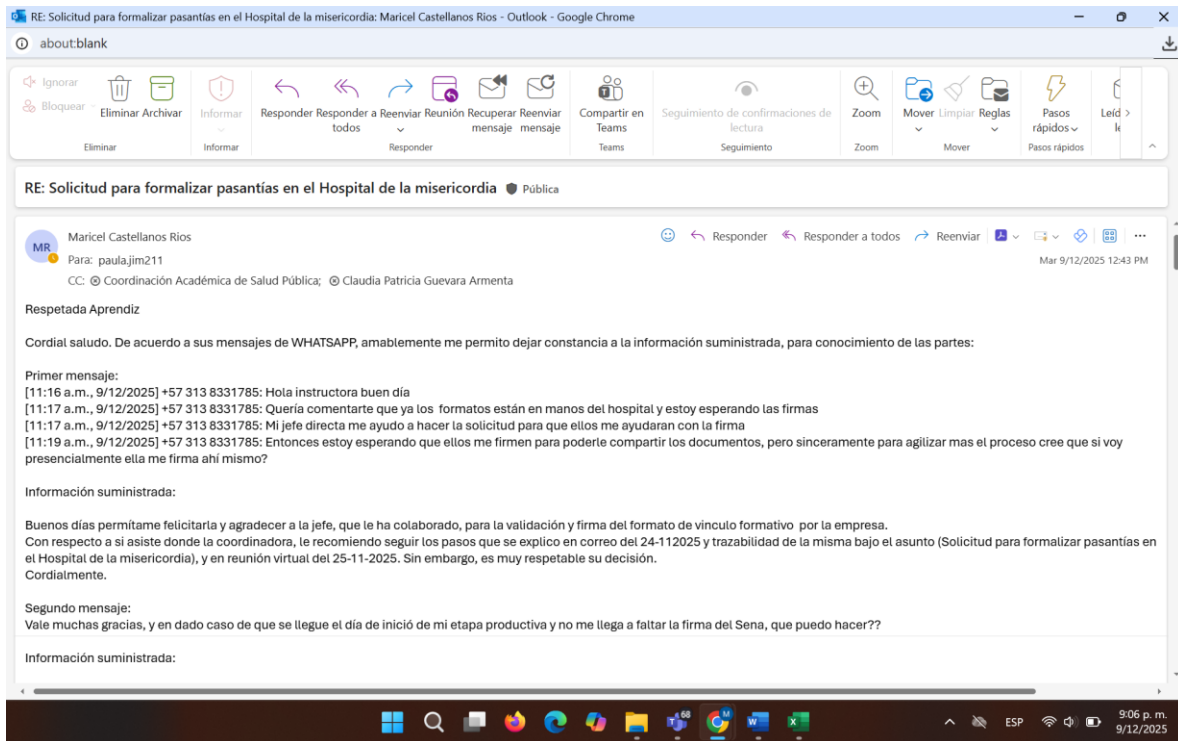 RE: Solicitud para formalizar pasantías en el Hospital de la misericordia: Maricel Castellanos Rios - Outlook - Google Chrome
about:blank
Ignorar
Bloquear
Eliminar Archivar
Informar
Responder Responder a todos
Reenviar Reunión Recuperar mensaje Reenviar mensaje
Compartir en Teams
Seguimiento de confirmaciones de lectura
Zoom
Mover Limpiar Reglas
Pasos rápidos
Leíd
Eliminar
Informar
Responder
Teams
Seguimiento
Zoom
Mover
Pasos rápidos
RE: Solicitud para formalizar pasantías en el Hospital de la misericordia Pública
MR
Maricel Castellanos Rios
Responder Responder a todos Reenviar
Para: paula.jim211
Mar 9/12/2025 12:43 PM
CC: Coordinación Académica de Salud Pública; Claudia Patricia Guevara Armenta
Respetada Aprendiz
Cordial saludo. De acuerdo a sus mensajes de WHATSAPP, amablemente me permito dejar constancia a la información suministrada, para conocimiento de las partes:
Primer mensaje:
[11:16 a.m., 9/12/2025] +57 313 8331785: Hola instructora buen día
[11:17 a.m., 9/12/2025] +57 313 8331785: Quería comentarte que ya los formatos están en manos del hospital y estoy esperando las firmas
[11:17 a.m., 9/12/2025] +57 313 8331785: Mi jefe directa me ayudo a hacer la solicitud para que ellos me ayudaran con la firma
[11:19 a.m., 9/12/2025] +57 313 8331785: Entonces estoy esperando que ellos me firmen para poderle compartir los documentos, pero sinceramente para agilizar mas el proceso cree que si voy
presencialmente ella me firma ahí mismo?
Información suministrada:
Buenos días permítame felicitarla y agradecer a la jefe, que le ha colaborado, para la validación y firma del formato de vinculo formativo por la empresa.
Con respecto a si asiste donde la coordinadora, le recomiendo seguir los pasos que se explico en correo del 24-112025 y trazabilidad de la misma bajo el asunto (Solicitud para formalizar pasantías en
el Hospital de la misericordia), y en reunión virtual del 25-11-2025. Sin embargo, es muy respetable su decisión.
Cordialmente.
Segundo mensaje:
Vale muchas gracias, y en dado caso de que se llegue el día de inició de mi etapa productiva y no me llega a faltar la firma del Sena, que puedo hacer??
Información suministrada:
68
ESP
9:06 p. m.
9/12/2025